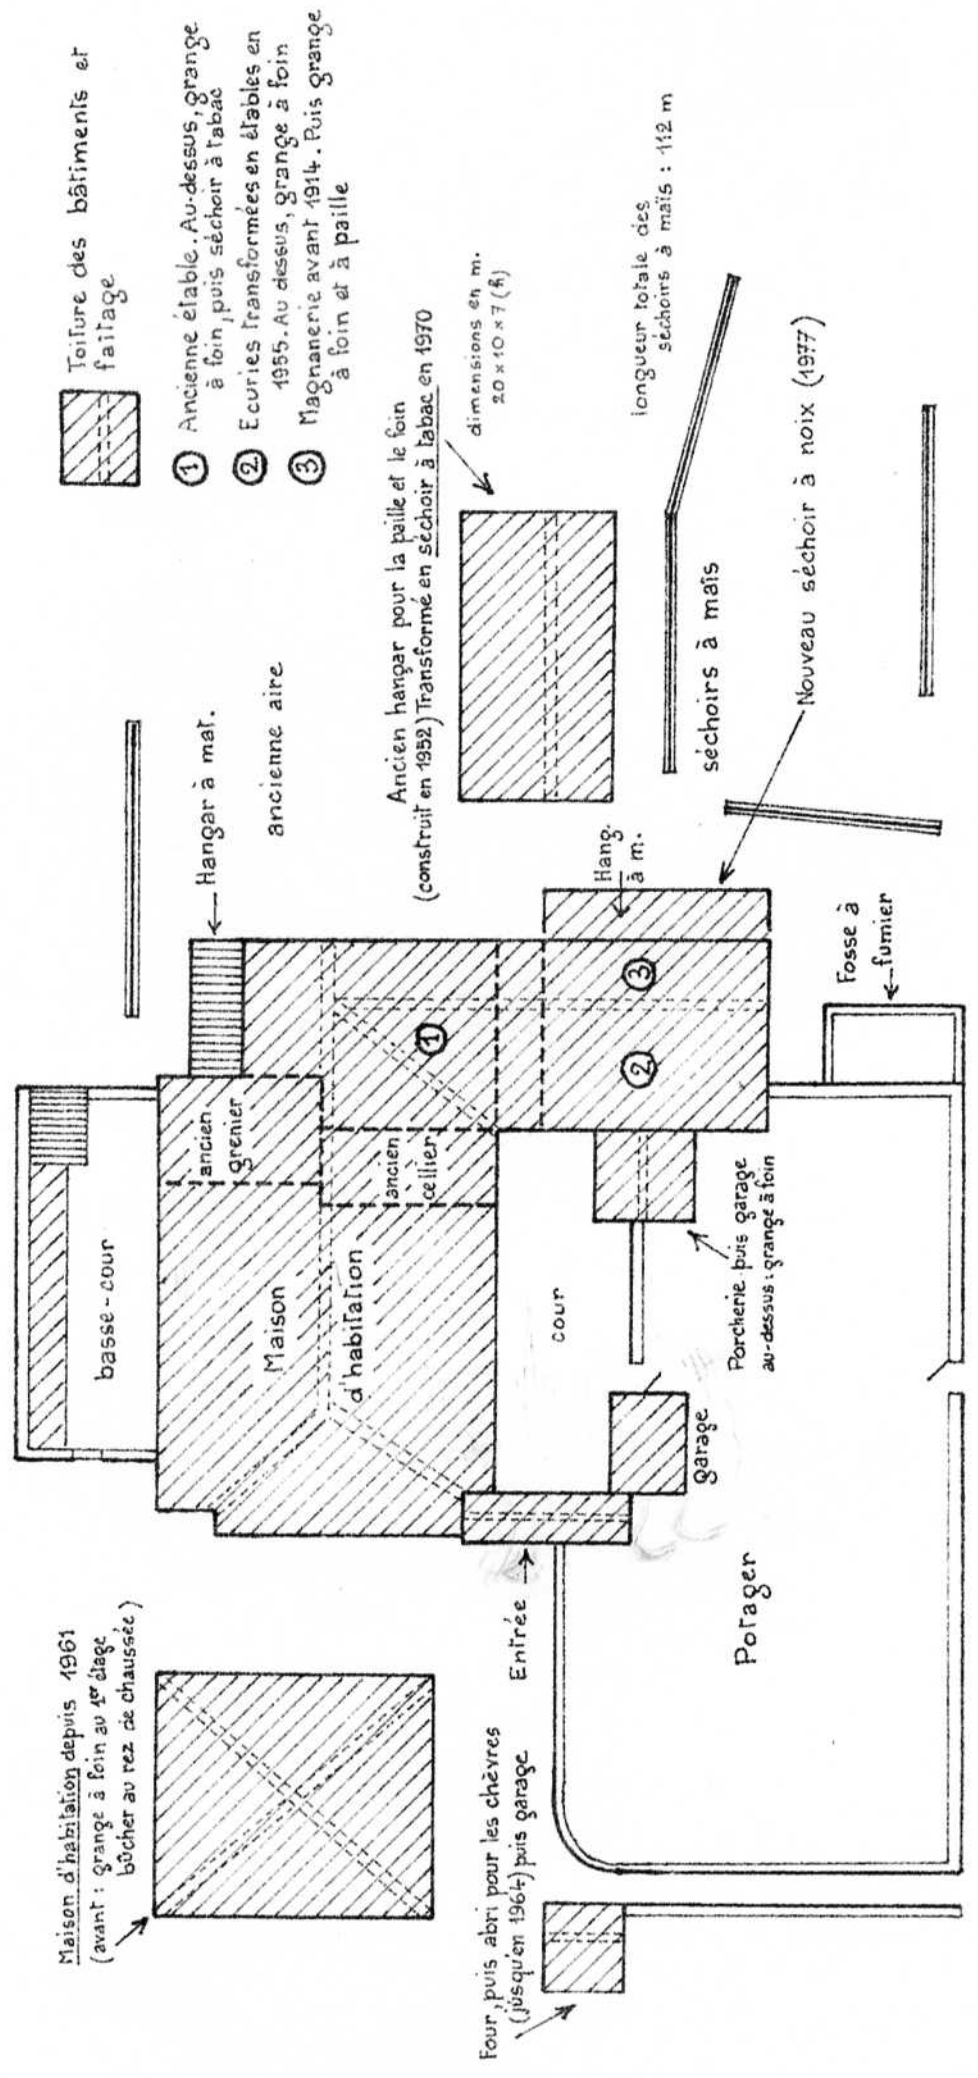 Toiture des bâtiments et
faîtage
① Ancienne étable. Au-dessus, grange
à foin, puis séchoir à tabac
② Ecuries transformées en étables en
1955. Au dessus, grange à foin
③ Magnanerie avant 1914. Puis grange
à foin et à paille
Hangar à mat.
ancienne aire
Ancien hangar pour la paille et le foin
(construit en 1952) Transformé en séchoir à tabac en 1970
dimensions en m.
20 x 10 x 7 (h)
longueur totale des
séchoirs à maïs : 112 m
séchoirs à maïs
Nouveau séchoir à noix (1977)
Hang.
à m.
Fosse à
fumier
basse-cour
ancien
grenier
ancien
cellier
①
②
③
Maison
d'habitation
cour
Porcherie puis garage
au-dessus : grange à foin
garage
Entrée
Potager
Maison d'habitation depuis 1961
(avant : grange à foin au 1er étage
bûcher au rez de chaussée)
Four, puis abri pour les chèvres
(jusqu'en 1964) puis garage